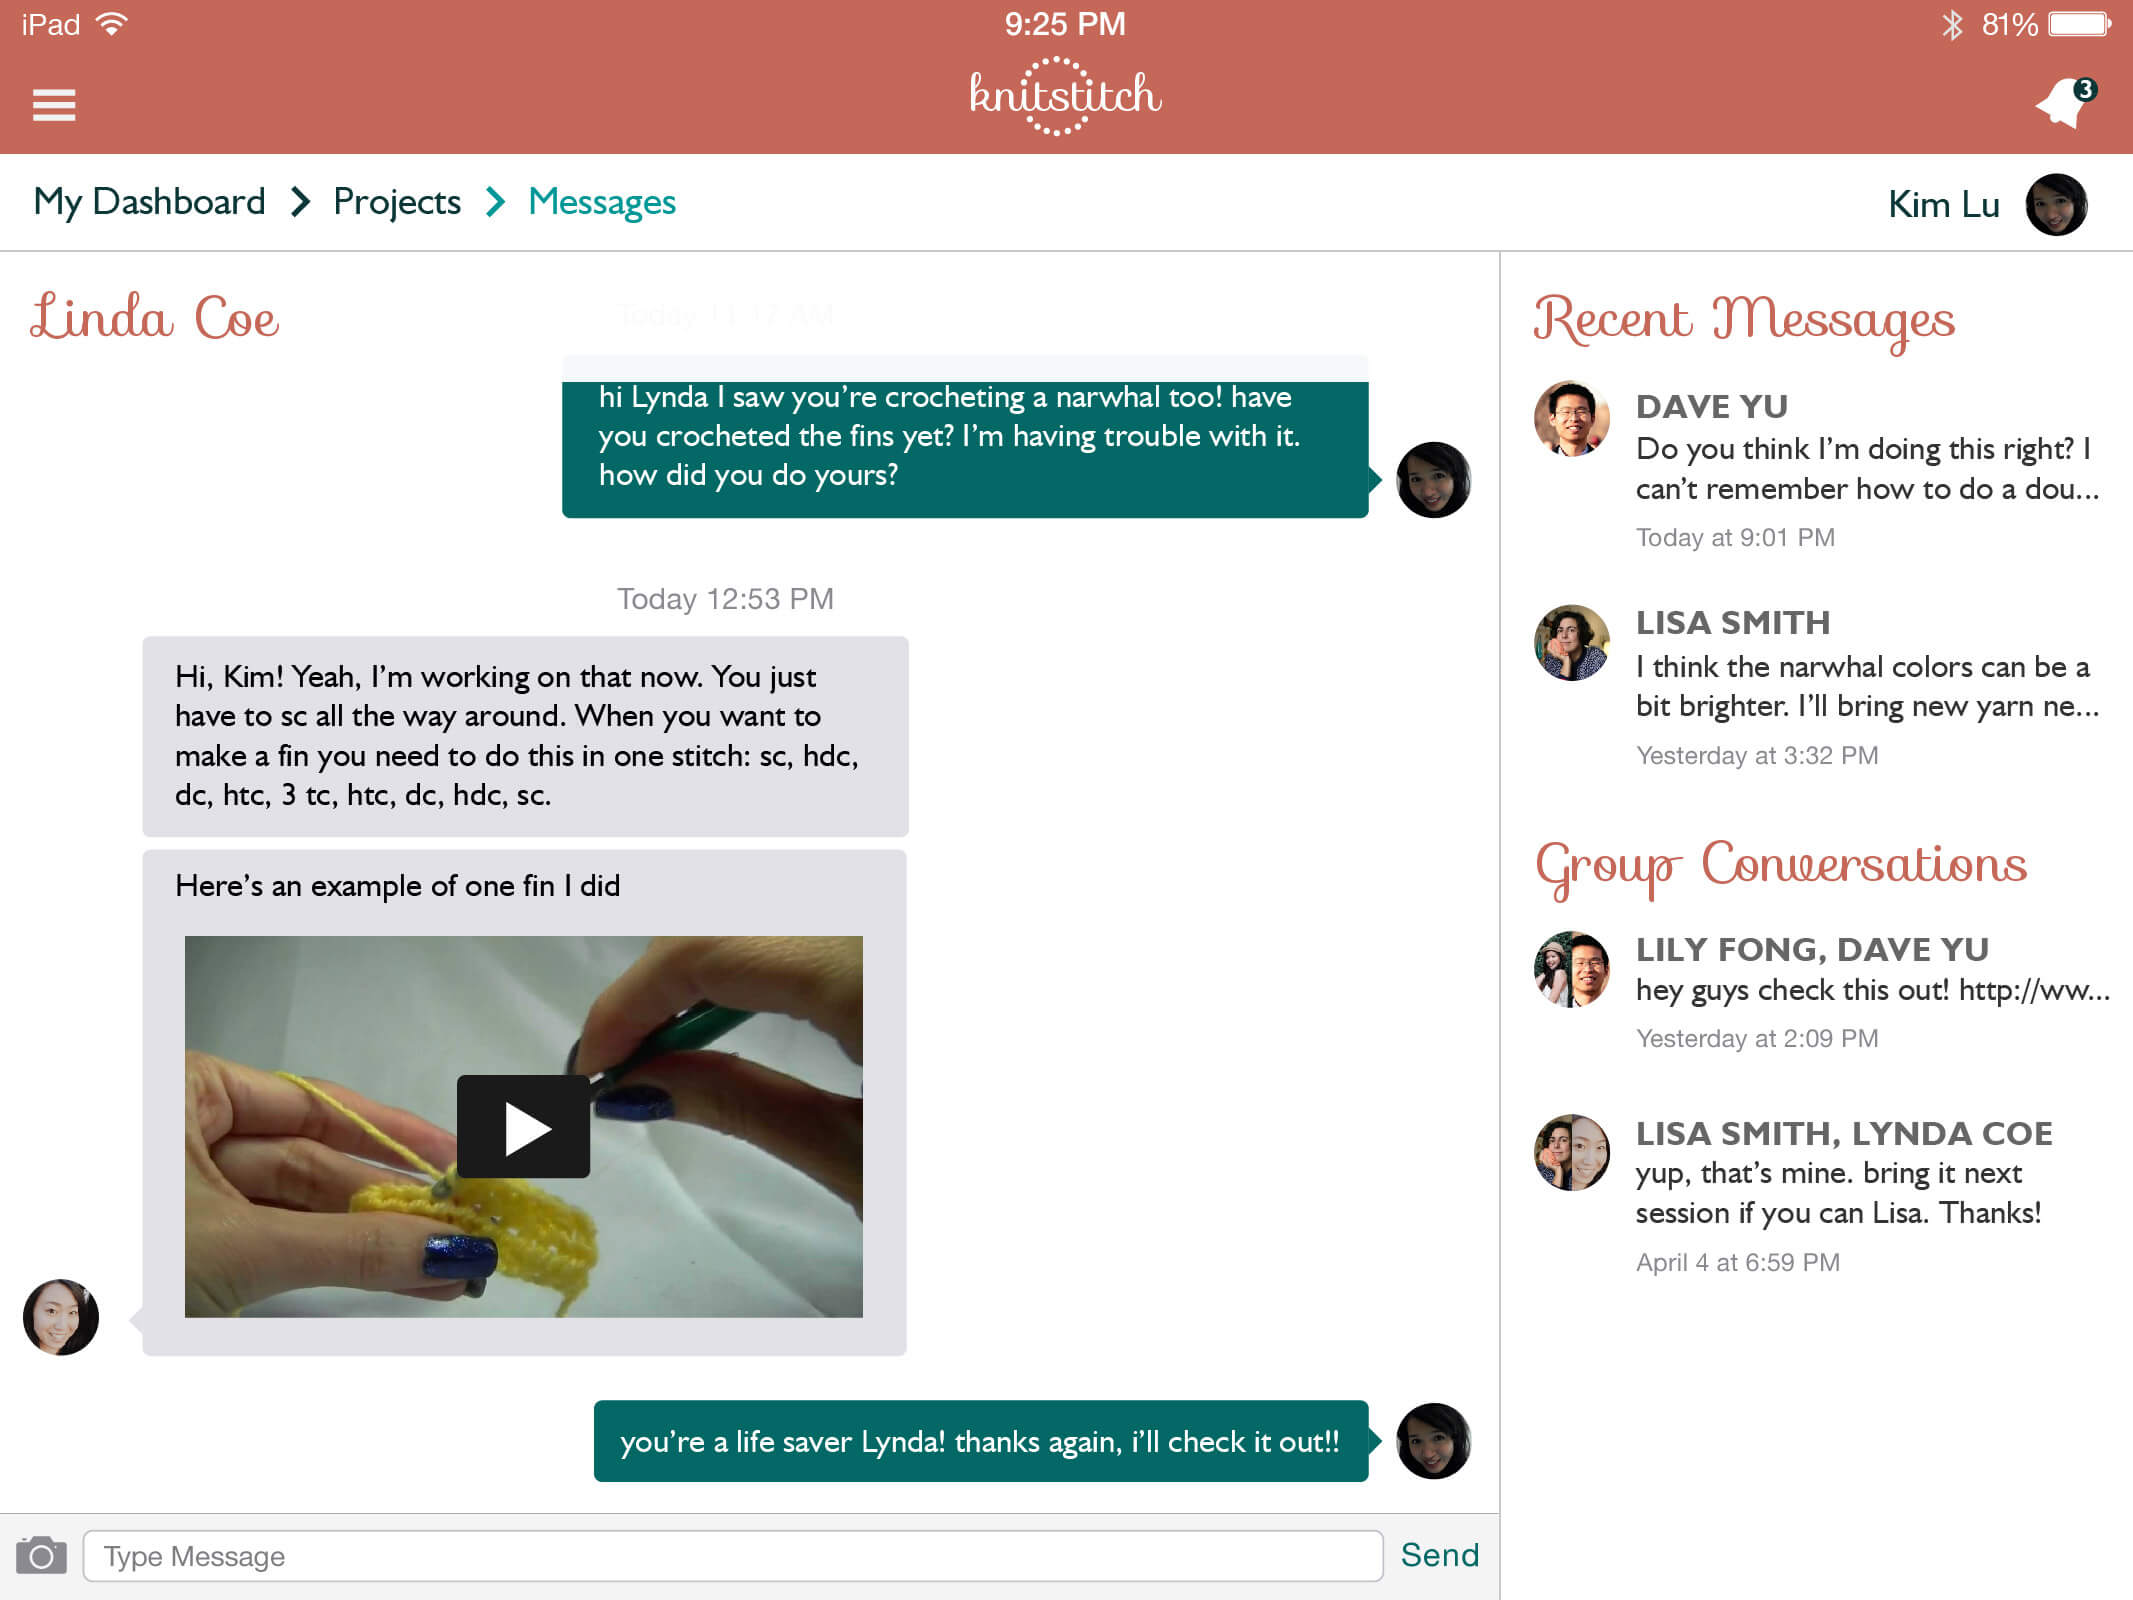 iPad
9:25 PM
81%
knitstitch
3
My Dashboard
Projects
Messages
Kim Lu
Linda Coe
Today 11:17 AM
hi Lynda I saw you’re crocheting a narwhal too! have
you crocheted the fins yet? I’m having trouble with it.
how did you do yours?
Today 12:53 PM
Hi, Kim! Yeah, I’m working on that now. You just
have to sc all the way around. When you want to
make a fin you need to do this in one stitch: sc, hdc,
dc, htc, 3 tc, htc, dc, hdc, sc.
Here’s an example of one fin I did
you’re a life saver Lynda! thanks again, i’ll check it out!!
Type Message
Send
Recent Messages
DAVE YU
Do you think I’m doing this right? I
can’t remember how to do a dou...
Today at 9:01 PM
LISA SMITH
I think the narwhal colors can be a
bit brighter. I’ll bring new yarn ne...
Yesterday at 3:32 PM
Group Conversations
LILY FONG, DAVE YU
hey guys check this out! http://ww...
Yesterday at 2:09 PM
LISA SMITH, LYNDA COE
yup, that’s mine. bring it next
session if you can Lisa. Thanks!
April 4 at 6:59 PM